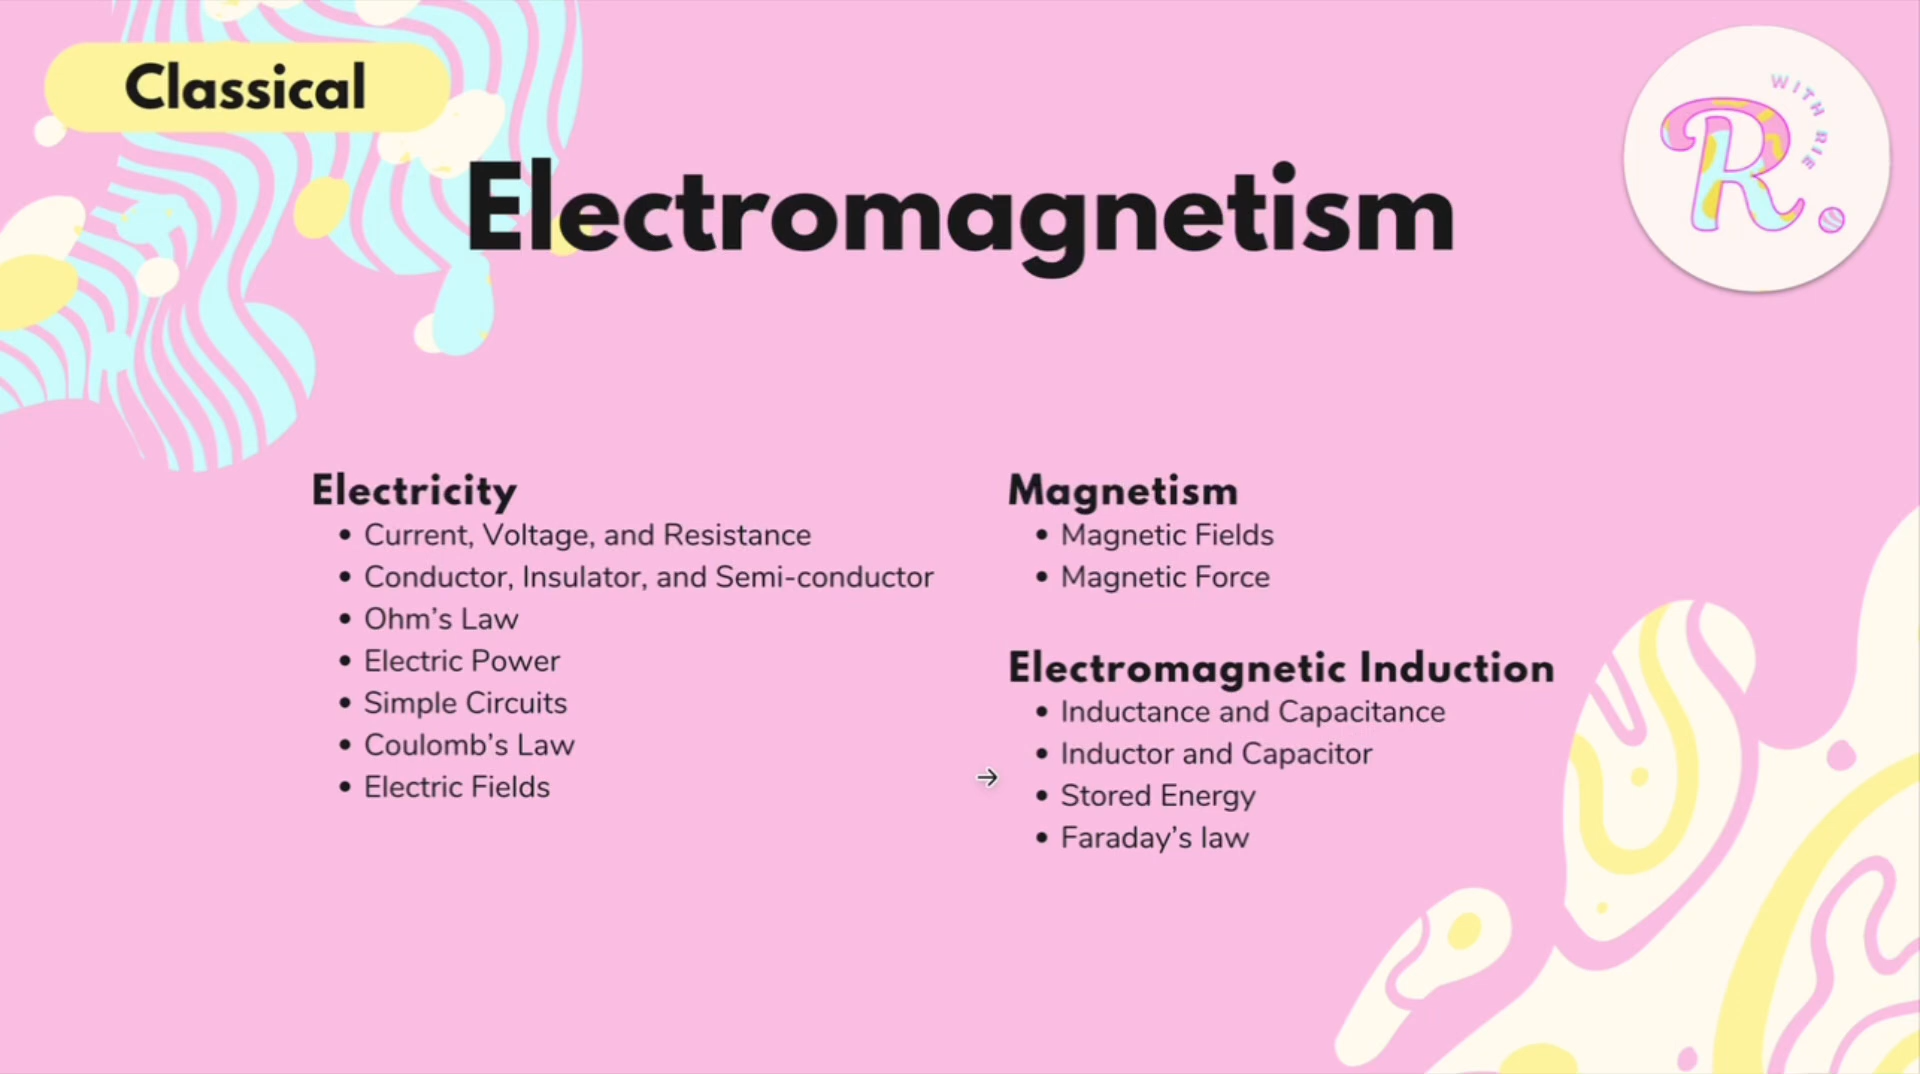 Classical
WITH RIE
R.
Electromagnetism
Electricity
• Current, Voltage, and Resistance
• Conductor, Insulator, and Semi-conductor
• Ohm’s Law
• Electric Power
• Simple Circuits
• Coulomb’s Law
• Electric Fields
Magnetism
• Magnetic Fields
• Magnetic Force
Electromagnetic Induction
• Inductance and Capacitance
• Inductor and Capacitor
• Stored Energy
• Faraday’s law